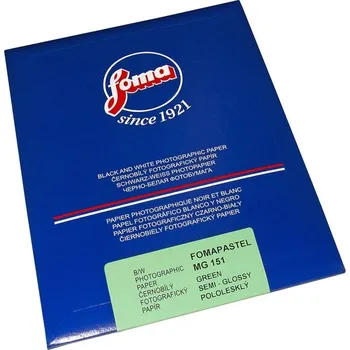 foma
since 1921
BLACK AND WHITE PHOTOGRAPHIC PAPER
ČERNOBÍLÝ FOTOGRAFICKÝ PAPÍR
SCHWARZ-WEISS PHOTOPAPIER
ЧЕРНО-БЕЛАЯ ФОТОБУМАГА
PAPIER PHOTOGRAPHIQUE NOIR ET BLANC
PAPEL FOTOGRÁFICO BLANCO Y NEGRO
PAPIER FOTOGRAFICZNY CZARNO-BIAŁY
ČIERNOBIELY FOTOGRAFICKÝ PAPIER
B/W
PHOTOGRAPHIC
PAPER
ČERNOBÍLÝ
FOTOGRAFICKÝ
PAPÍR
FOMAPASTEL
MG 151
GREEN
SEMI - GLOSSY
POLOLESKLÝ